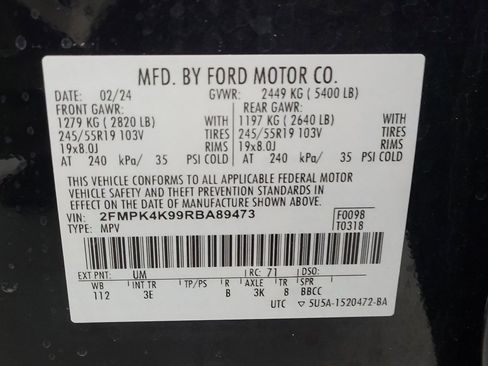 MFD. BY FORD MOTOR CO.
DATE: 02/24 GVWR: 2449 KG ( 5400 LB)
FRONT GAWR: REAR GAWR:
1279 KG ( 2820 LB) WITH 1197 KG ( 2640 LB) WITH
245/55R19 103V TIRES 245/55R19 103V TIRES
19x8.0J RIMS 19x8.0J RIMS
AT 240 kPa/ 35 PSI COLD AT 240 kPa/ 35 PSI COLD
THIS VEHICLE CONFORMS TO ALL APPLICABLE FEDERAL MOTOR
VEHICLE SAFETY AND THEFT PREVENTION STANDARDS IN
EFFECT ON THE DATE OF MANUFACTURE SHOWN ABOVE.
VIN: 2FMPK4K99RBA89473 F0098
TYPE: MPV T0318
EXT PNT: UM RC: 71 DSO:
WB INT TR TP/PS R AXLE TR SPR
112 3E B 3K 8 BBCC
UTC ▽ 5U5A-1520472-BA